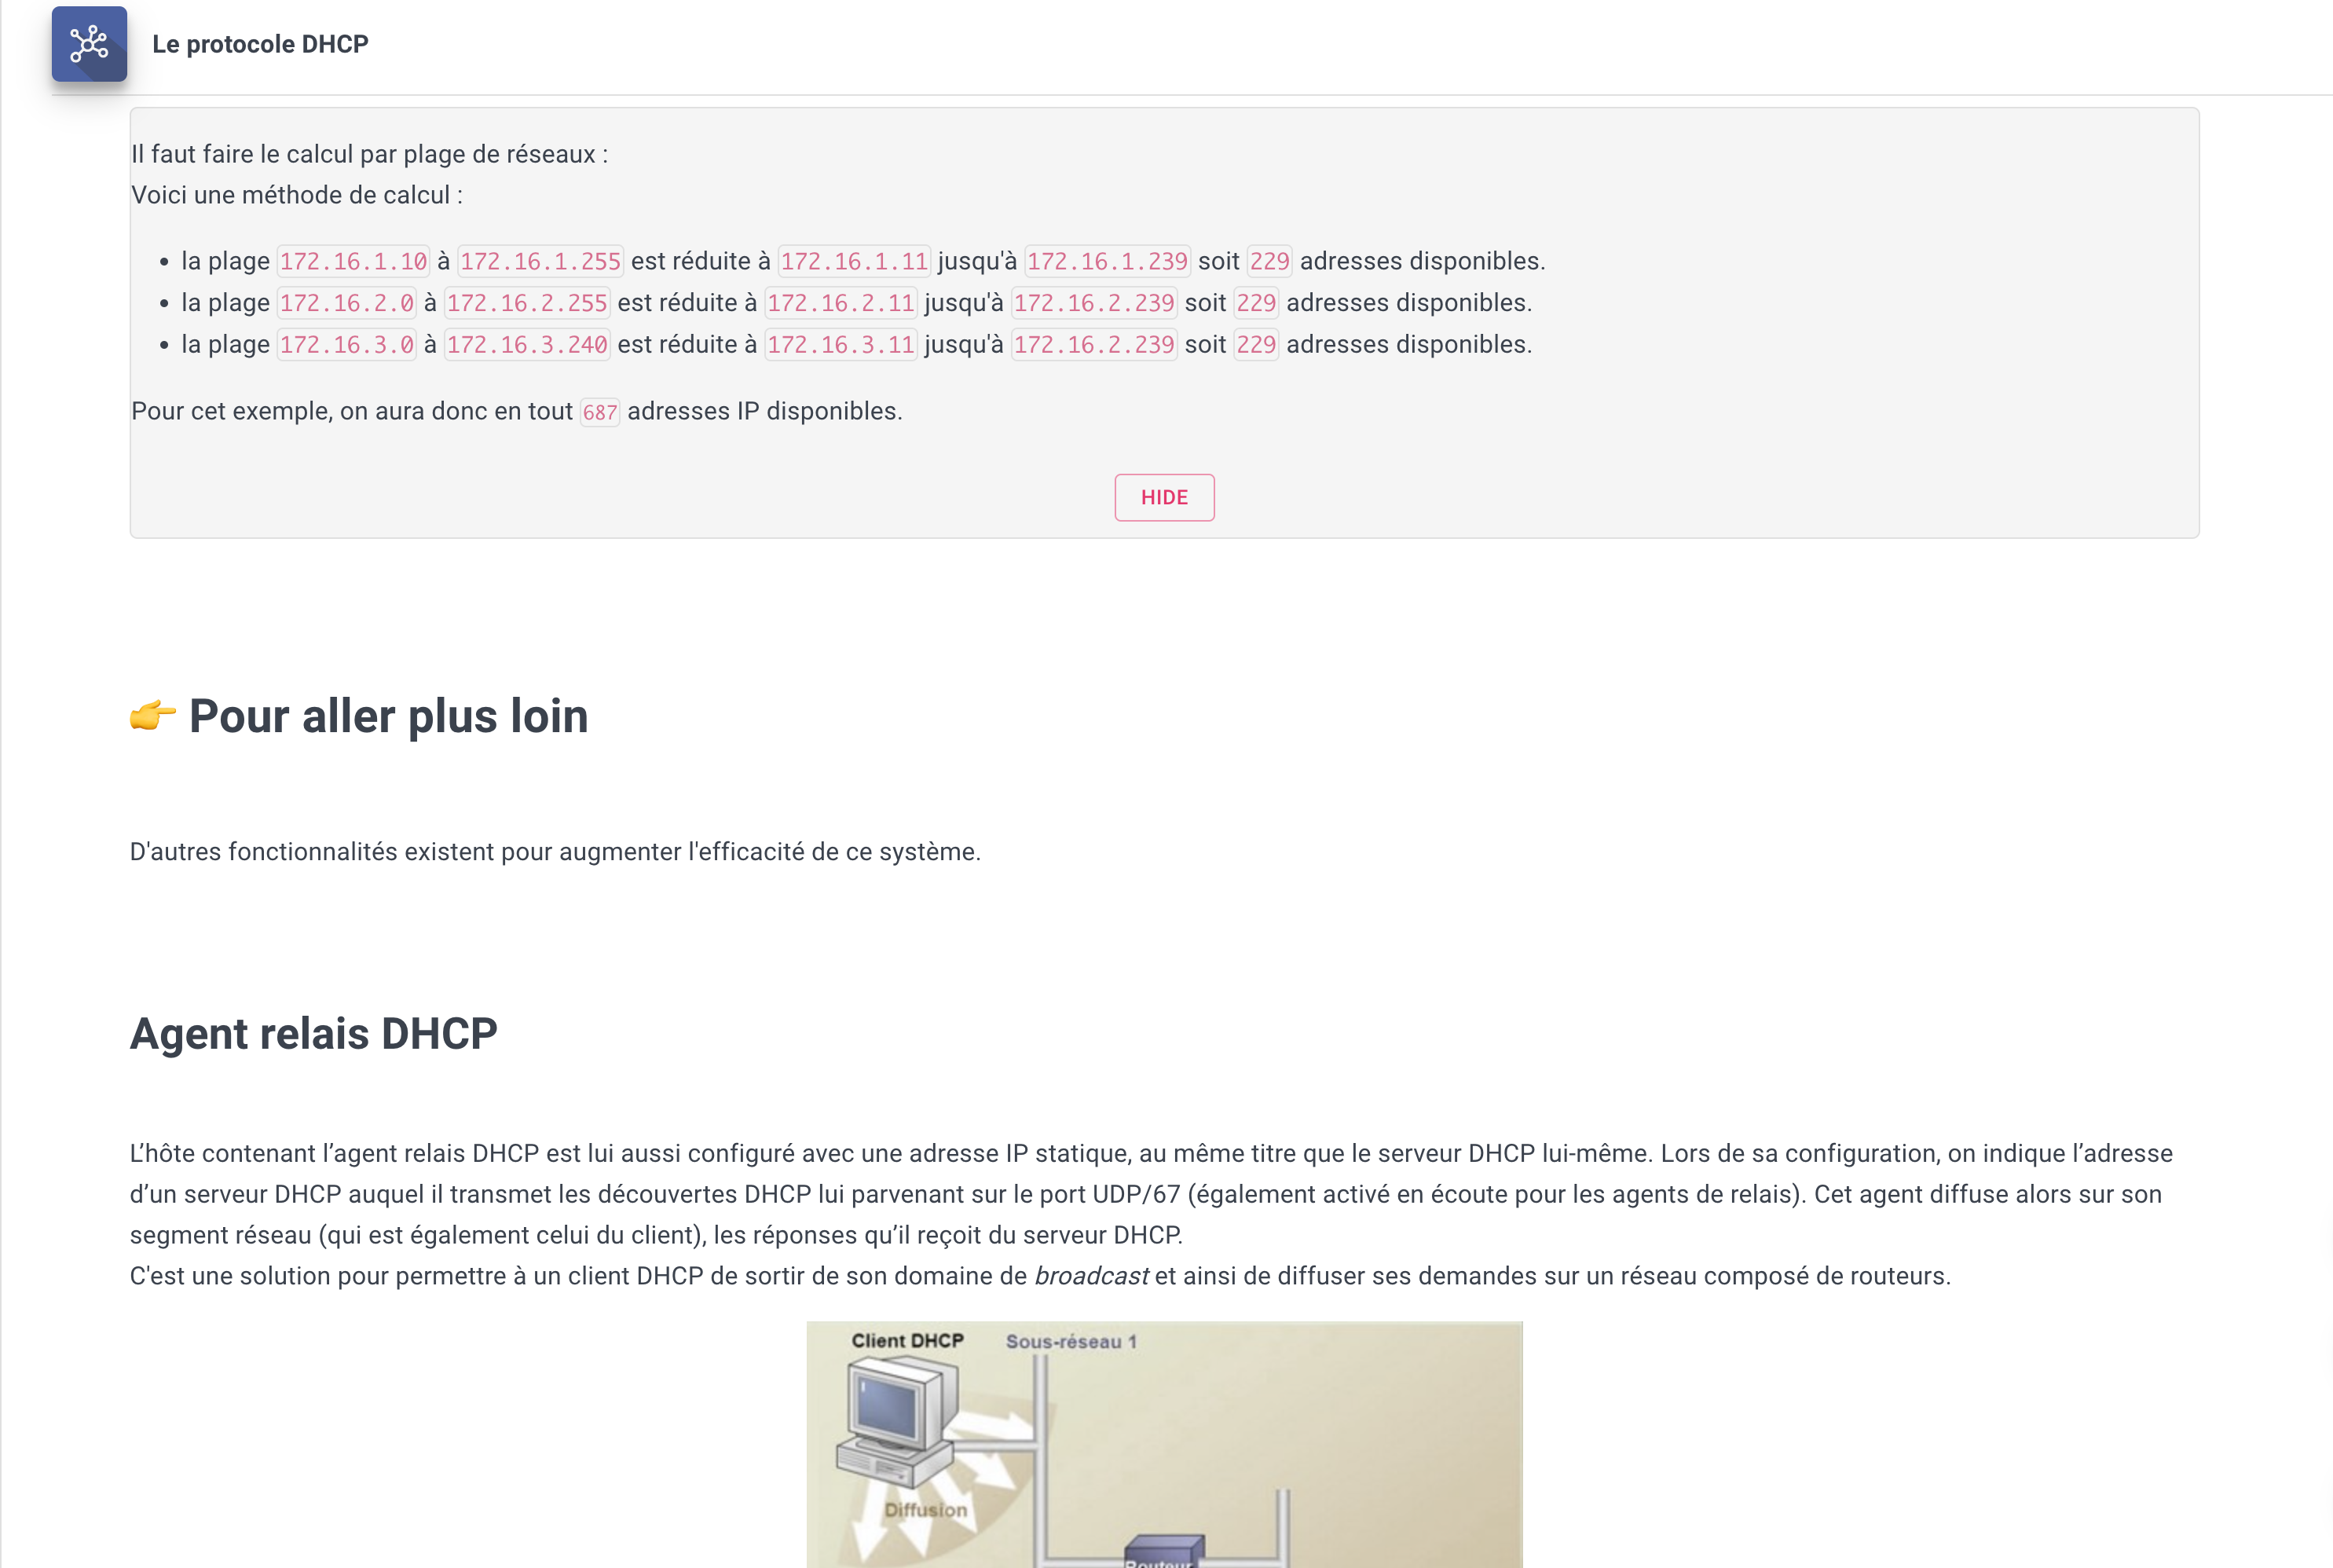 Le protocole DHCP
Il faut faire le calcul par plage de réseaux :
Voici une méthode de calcul :
• la plage 172.16.1.10 à 172.16.1.255 est réduite à 172.16.1.11 jusqu'à 172.16.1.239 soit 229 adresses disponibles.
• la plage 172.16.2.0 à 172.16.2.255 est réduite à 172.16.2.11 jusqu'à 172.16.2.239 soit 229 adresses disponibles.
• la plage 172.16.3.0 à 172.16.3.240 est réduite à 172.16.3.11 jusqu'à 172.16.2.239 soit 229 adresses disponibles.
Pour cet exemple, on aura donc en tout 687 adresses IP disponibles.
HIDE
👉 Pour aller plus loin
D'autres fonctionnalités existent pour augmenter l'efficacité de ce système.
Agent relais DHCP
L’hôte contenant l’agent relais DHCP est lui aussi configuré avec une adresse IP statique, au même titre que le serveur DHCP lui-même. Lors de sa configuration, on indique l’adresse
d’un serveur DHCP auquel il transmet les découvertes DHCP lui parvenant sur le port UDP/67 (également activé en écoute pour les agents de relais). Cet agent diffuse alors sur son
segment réseau (qui est également celui du client), les réponses qu’il reçoit du serveur DHCP.
C'est une solution pour permettre à un client DHCP de sortir de son domaine de broadcast et ainsi de diffuser ses demandes sur un réseau composé de routeurs.
Client DHCP Sous-réseau 1
Diffusion
Routeur